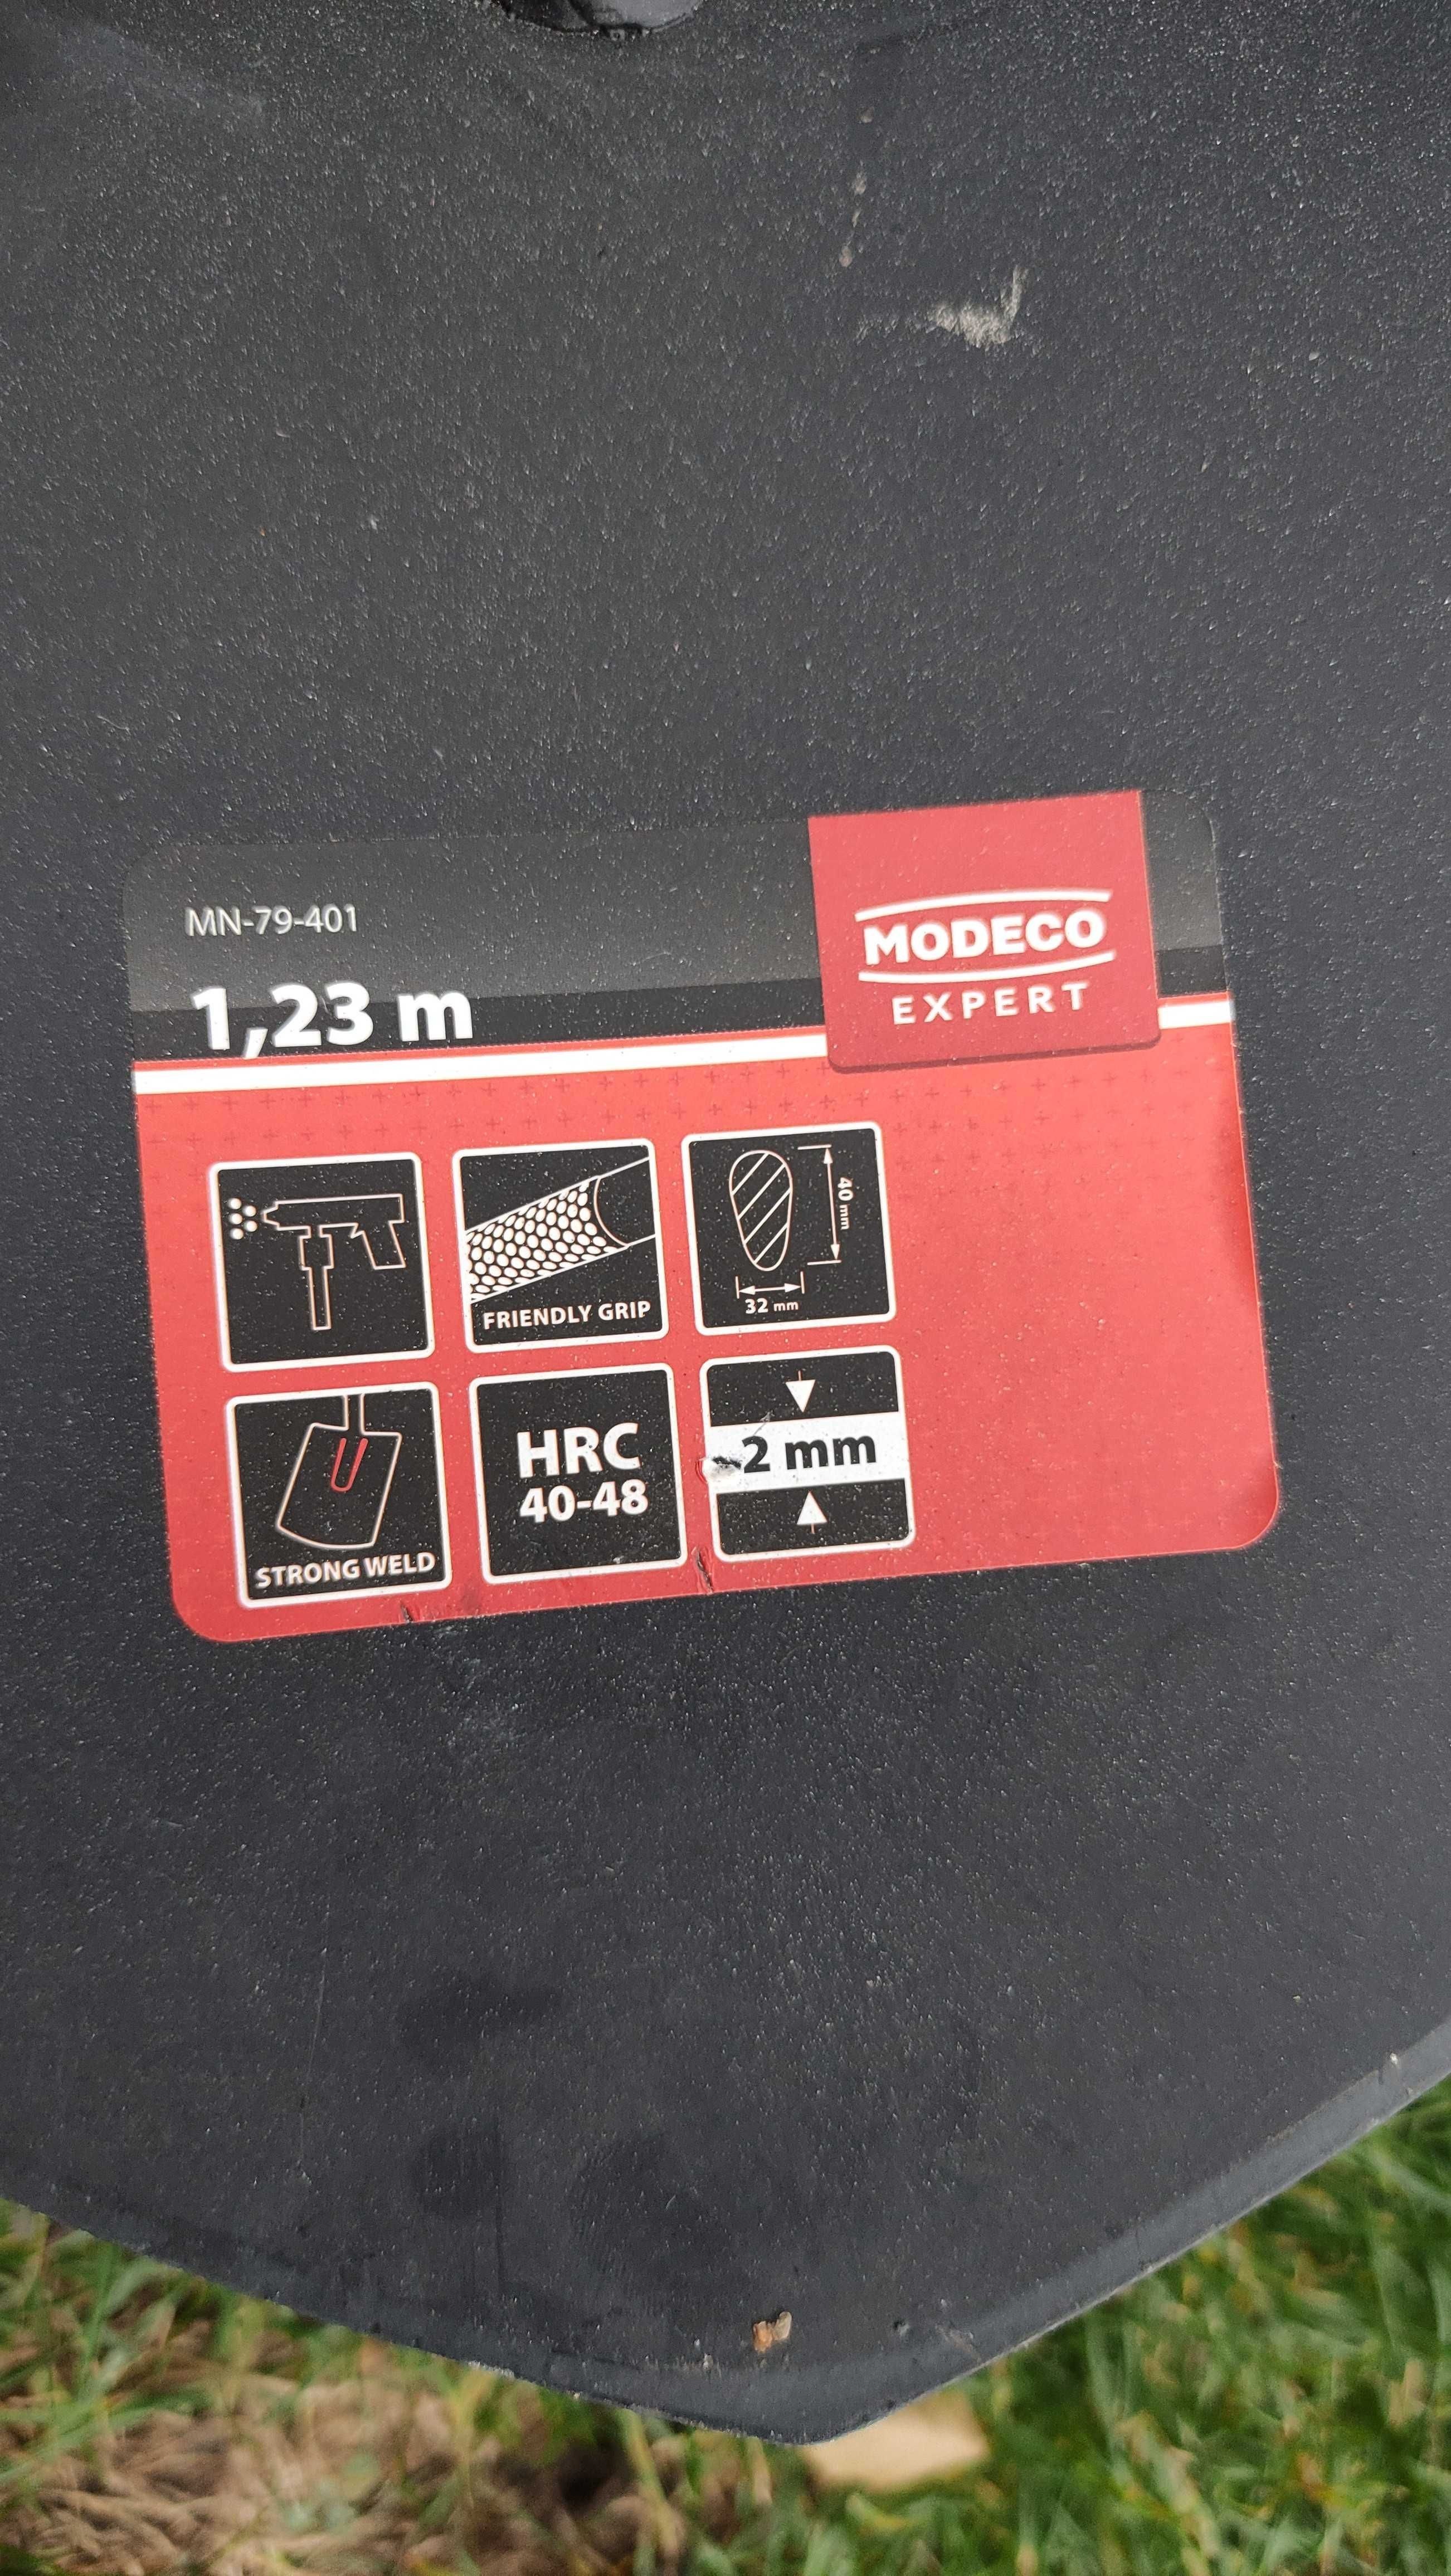 MN-79-401
1,23 m
MODECO
EXPERT
FRIENDLY GRIP
40 mm
32 mm
STRONG WELD
HRC
40-48
2 mm